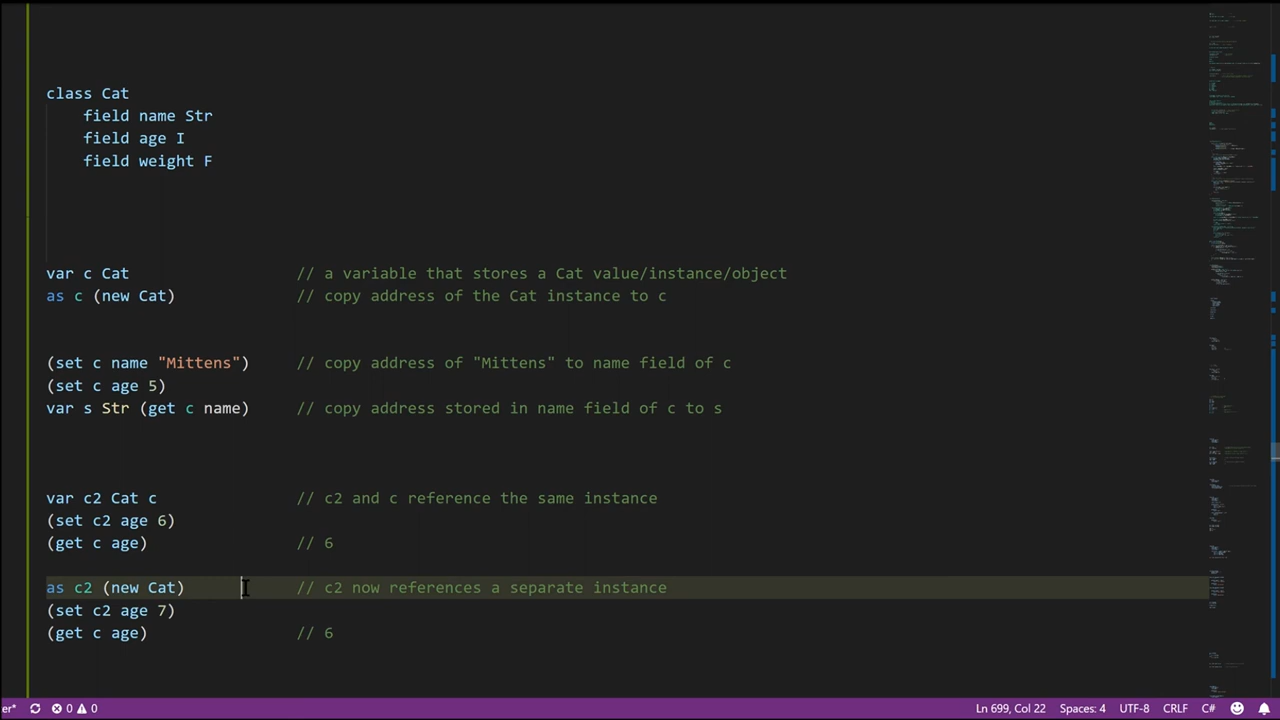 class Cat
field name Str
field age I
field weight F
var c Cat // a variable that stores a Cat value/instance/object
as c (new Cat) // copy address of the Cat instance to c
(set c name "Mittens") // copy address of "Mittens" to name field of c
(set c age 5)
var s Str (get c name) // copy address stored in name field of c to s
var c2 Cat c // c2 and c reference the same instance
(set c2 age 6)
(get c age) // 6
as c2 (new Cat) // c2 now references a separate instance
(set c2 age 7)
(get c age) // 6
er* 0 0 Ln 699, Col 22 Spaces: 4 UTF-8 CRLF C#